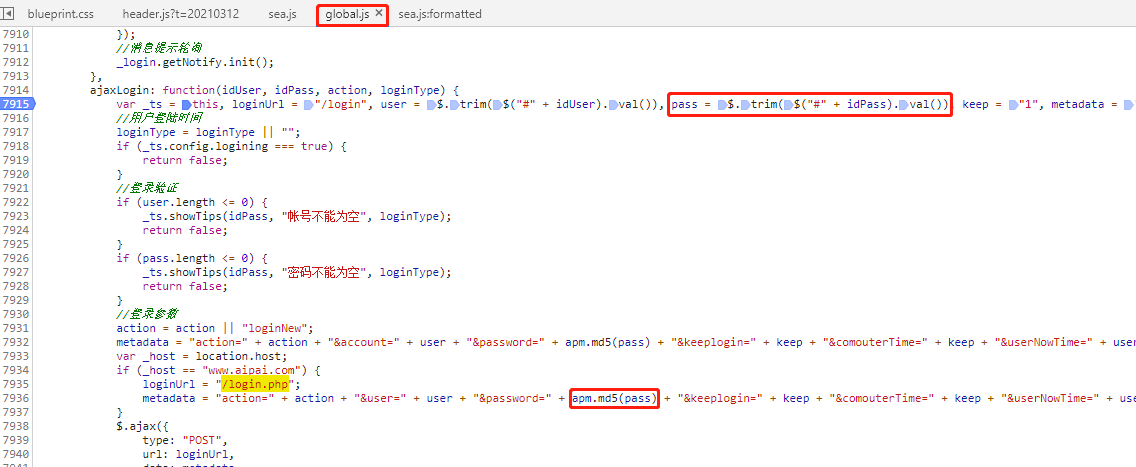 blueprint.css header.js?t=20210312 sea.js global.js × sea.js:formatted
7910 });
7911 //消息提示轮询
7912 _login.getNotify.init();
7913 },
7914 ajaxLogin: function(idUser, idPass, action, loginType) {
7915 var _ts = this, loginUrl = "/login", user = $.trim($("#" + idUser).val()), pass = $.trim($("#" + idPass).val()), keep = "1", metadata =
7916 //用户登陆时间
7917 loginType = loginType || "";
7918 if (_ts.config.logining === true) {
7919 return false;
7920 }
7921 //登录验证
7922 if (user.length <= 0) {
7923 _ts.showTips(idPass, "帐号不能为空", loginType);
7924 return false;
7925 }
7926 if (pass.length <= 0) {
7927 _ts.showTips(idPass, "密码不能为空", loginType);
7928 return false;
7929 }
7930 //登录参数
7931 action = action || "loginNew";
7932 metadata = "action=" + action + "&account=" + user + "&password=" + apm.md5(pass) + "&keeplogin=" + keep + "&comouterTime=" + keep + "&userNowTime=" + user
7933 var _host = location.host;
7934 if (_host == "www.aipai.com") {
7935 loginUrl = "/login.php";
7936 metadata = "action=" + action + "&user=" + user + "&password=" + apm.md5(pass) + "&keeplogin=" + keep + "&comouterTime=" + keep + "&userNowTime=" + use
7937 }
7938 $.ajax({
7939 type: "POST",
7940 url: loginUrl,